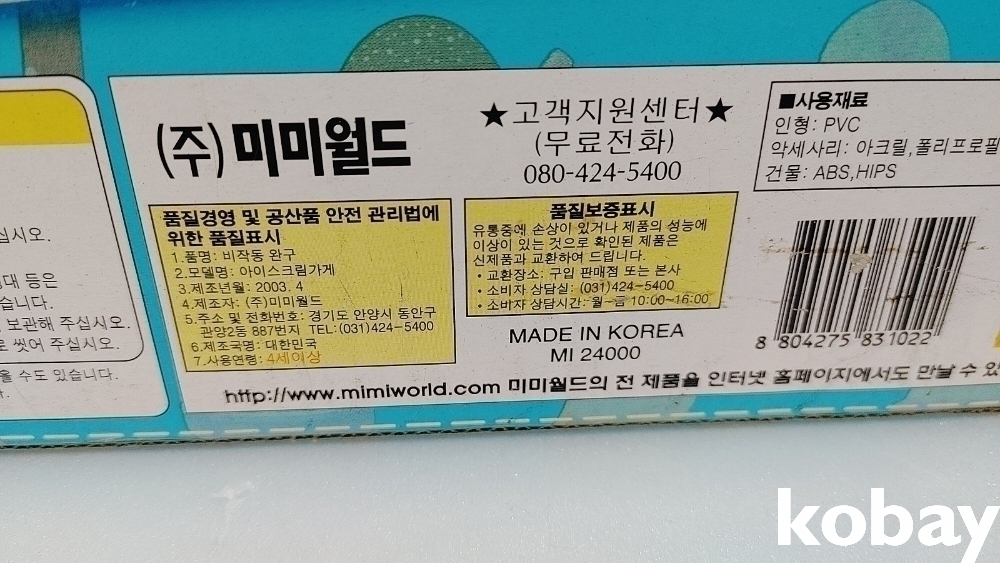 십시오.
대 등은
습니다.
보관해 주십시오.
로 씻어 주십시오.
을 수도 있습니다.
(주)미미월드
★고객지원센터★
(무료전화)
080-424-5400
■사용재료
인형: PVC
악세사리: 아크릴,폴리프로필
건물: ABS,HIPS
품질경영 및 공산품 안전 관리법에
위한 품질표시
1.품명: 비작동 완구
2.모델명: 아이스크림가게
3.제조년월: 2003. 4
4.제조자: (주)미미월드
5.주소 및 전화번호: 경기도 안양시 동안구
관양2동 887번지 TEL:(031)424-5400
6.제조국명: 대한민국
7.사용연령: 4세이상
품질보증표시
유통중에 손상이 있거나 제품의 성능에
이상이 있는 것으로 확인된 제품은
신제품과 교환하여 드립니다.
• 교환장소: 구입 판매점 또는 본사
• 소비자 상담실: (031)424-5400
• 소비자 상담시간: 월-금 10:00~16:00
MADE IN KOREA
MI 24000
8 804275 831022
http://www.mimiworld.com 미미월드의 전 제품을 인터넷 홈페이지에서도 만날 수 있
kobay